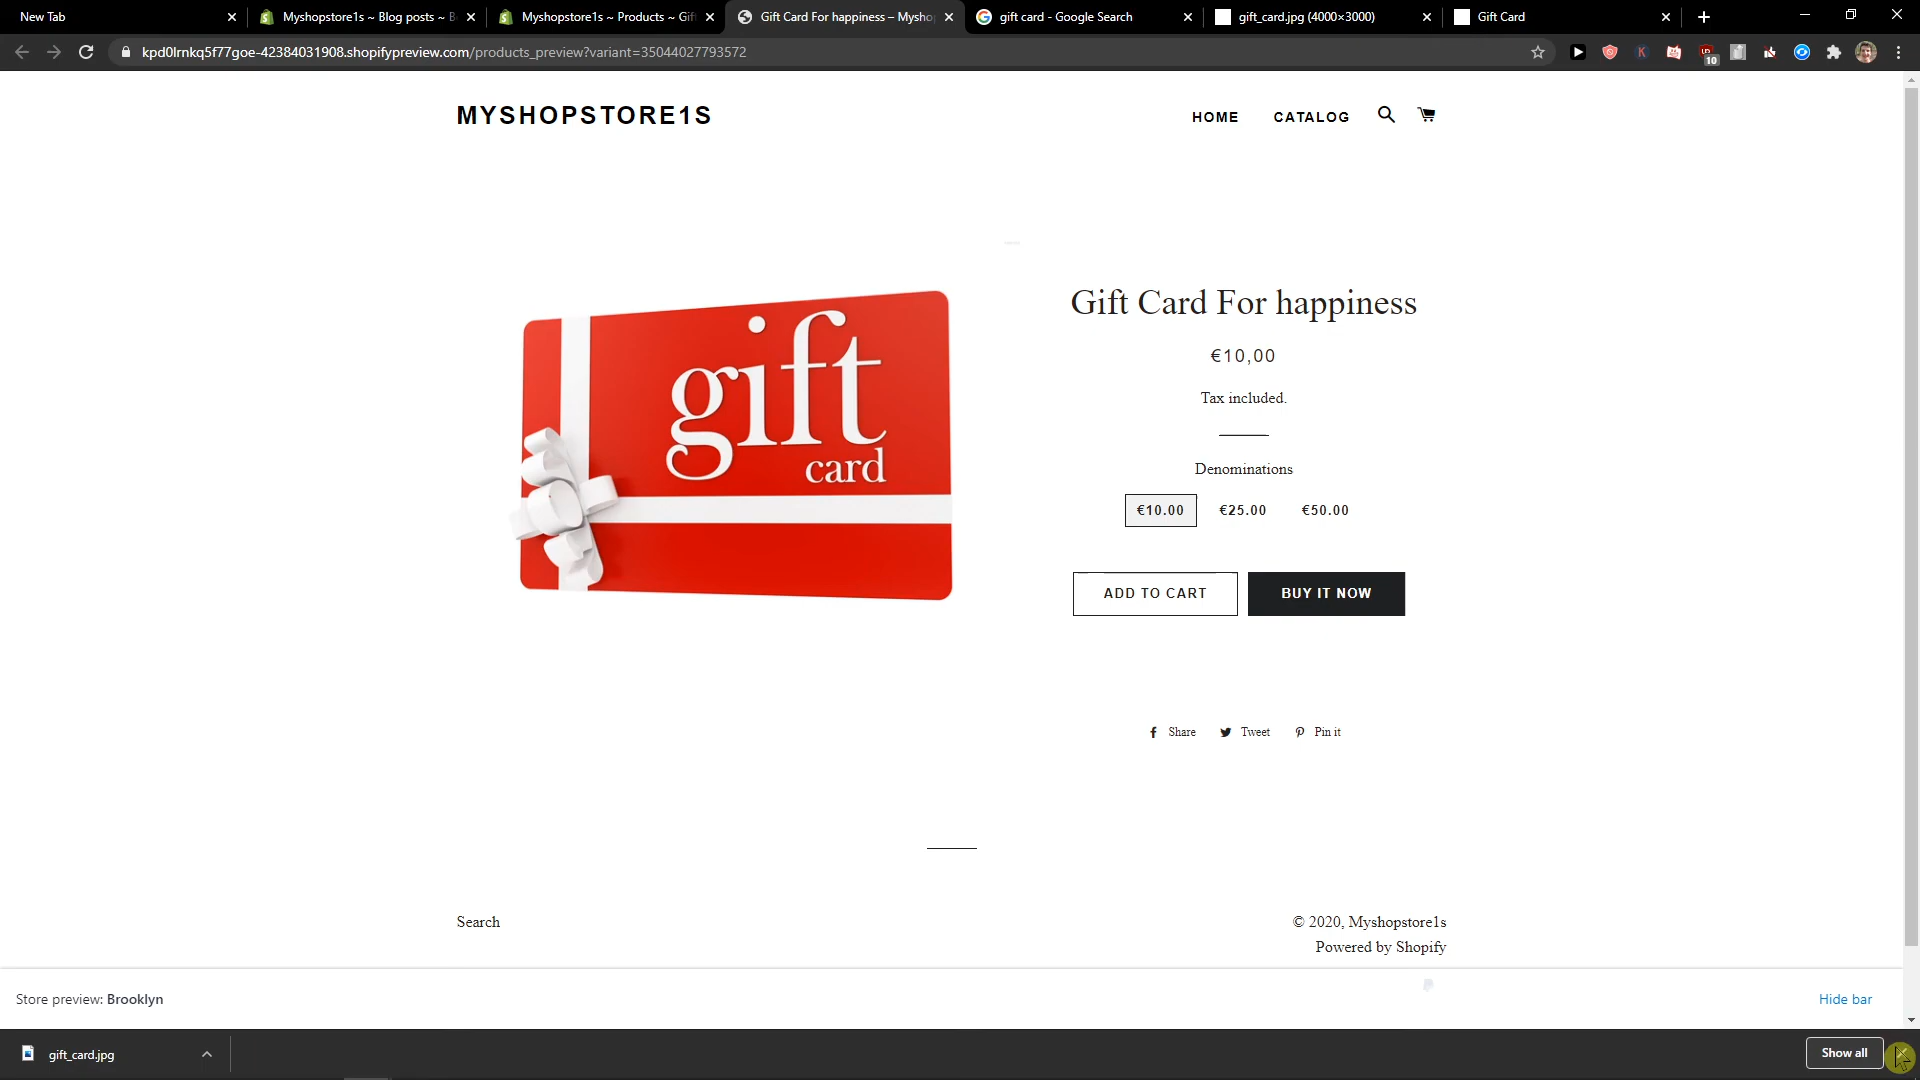 New Tab
Myshopstore1s ~ Blog posts ~ B
Myshopstore1s ~ Products ~ Gif
Gift Card For happiness – Mysho
gift card - Google Search
gift_card.jpg (4000×3000)
Gift Card
kpd0lrnkq5f77goe-42384031908.shopifypreview.com/products_preview?variant=35044027793572
10
MYSHOPSTORE1S
HOME
CATALOG
gift
card
Gift Card For happiness
€10,00
Tax included.
Denominations
€10.00 €25.00 €50.00
ADD TO CART
BUY IT NOW
Share Tweet Pin it
Search
© 2020, Myshopstore1s
Powered by Shopify
Store preview: Brooklyn
Hide bar
gift_card.jpg
Show all